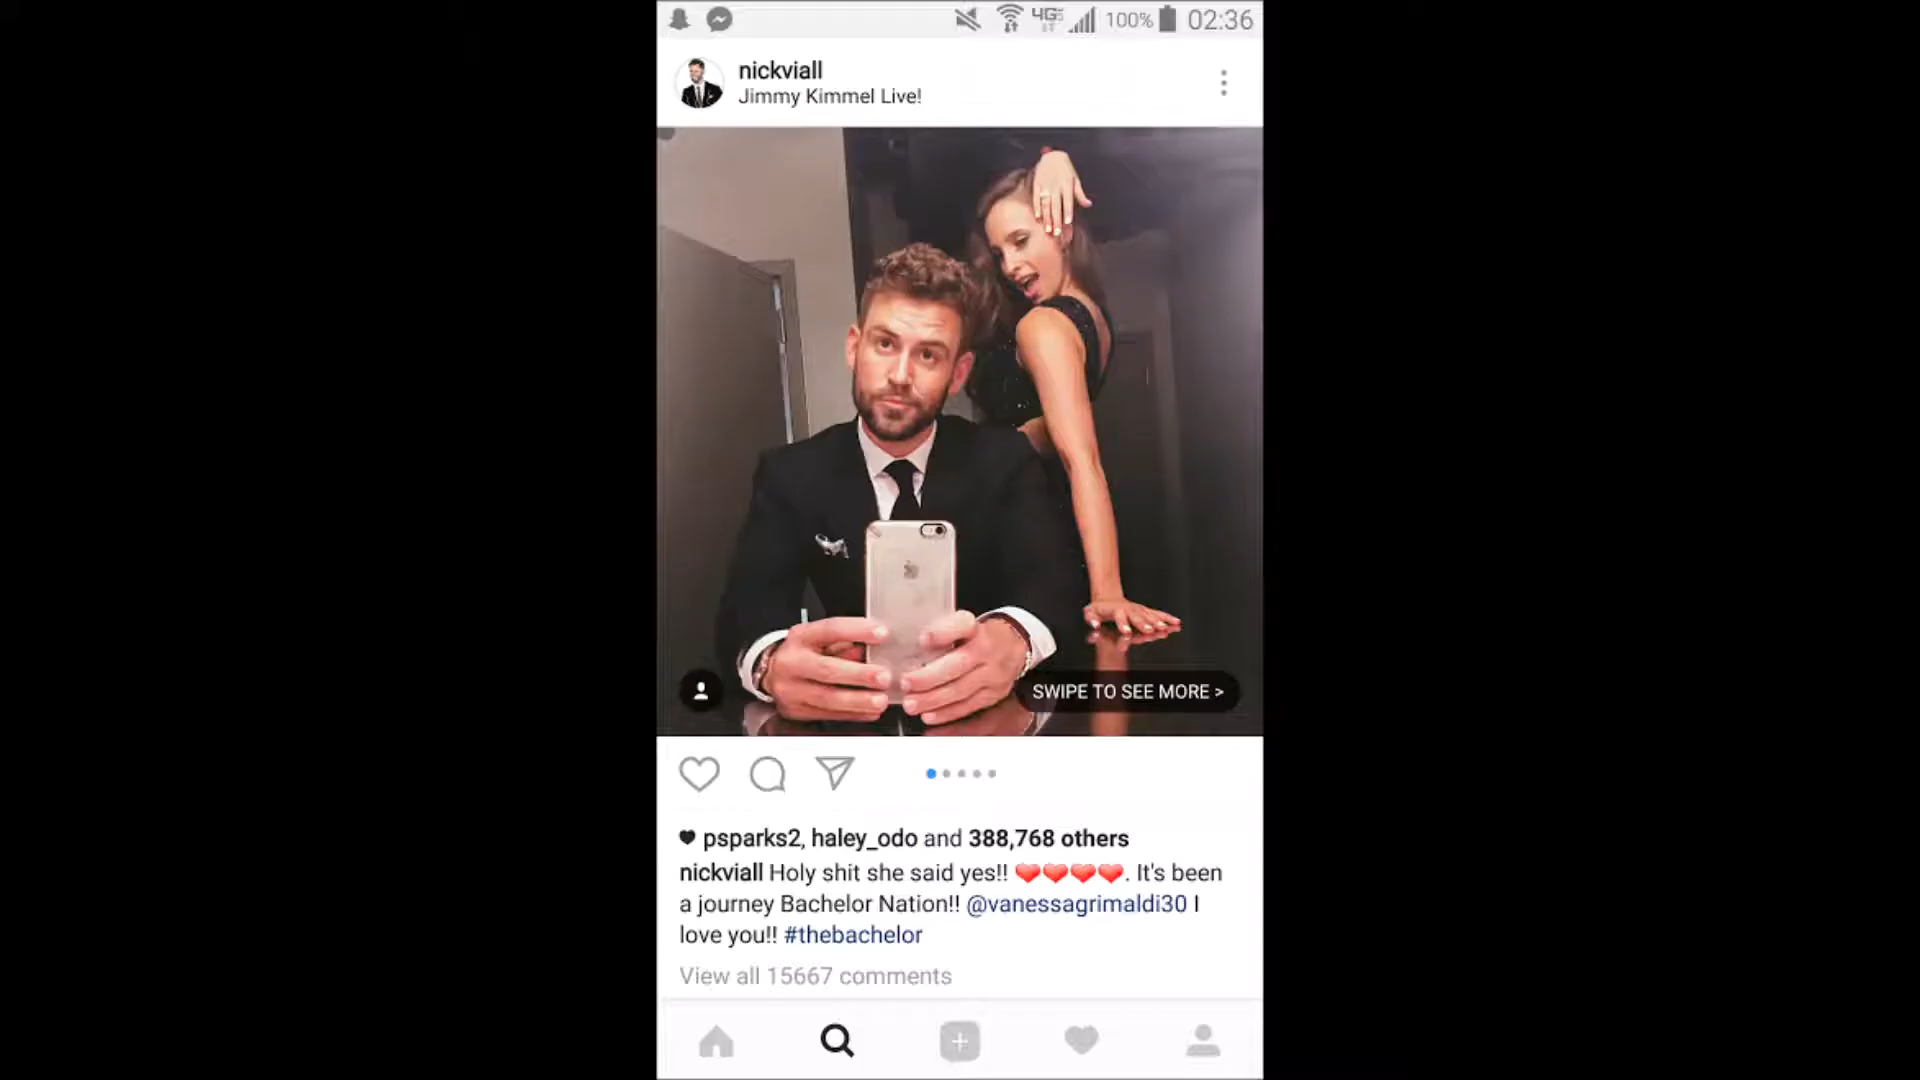 4G 100% 02:36
nickviall
Jimmy Kimmel Live!
SWIPE TO SEE MORE >
psparks2, haley_odo and 388,768 others
nickviall Holy shit she said yes!! ❤❤❤❤. It's been
a journey Bachelor Nation!! @vanessagrimaldi30 I
love you!! #thebachelor
View all 15667 comments